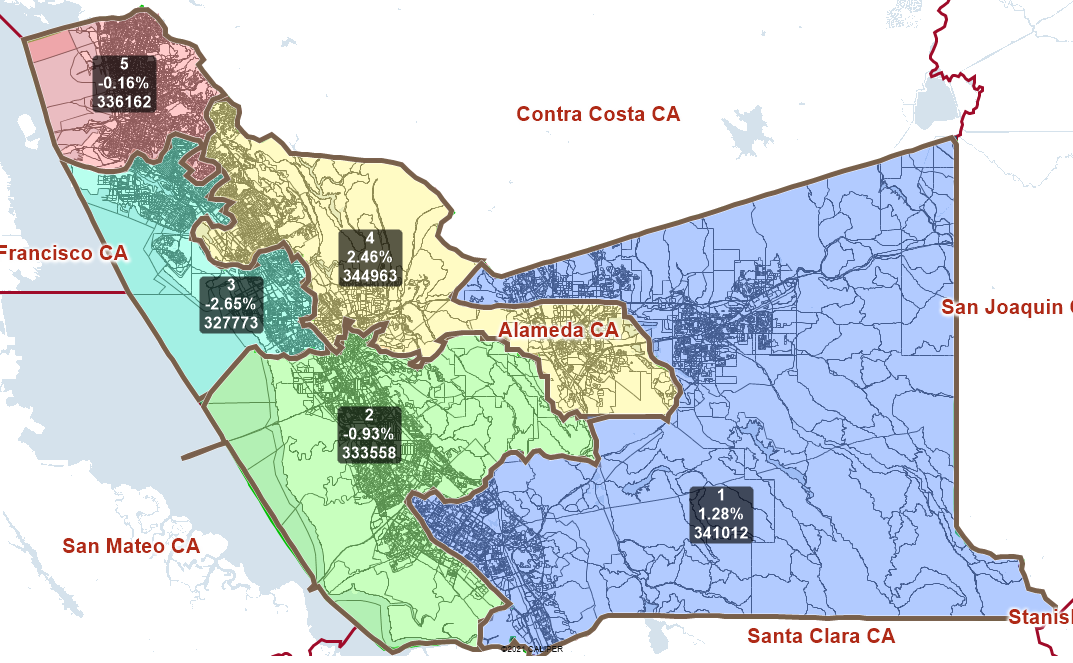 5
-0.16%
336162
Contra Costa CA
4
2.46%
344963
Francisco CA
3
-2.65%
327773
San Joaquin
Alameda CA
2
-0.93%
333558
1
1.28%
341012
San Mateo CA
Stanis
Santa Clara CA
©2021 CALIPER